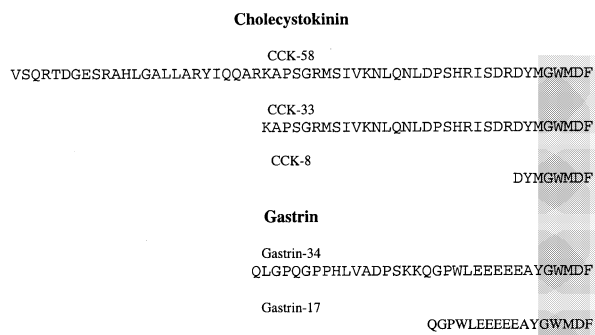 Cholecystokinin
CCK-58
VSQRTDGESRAHLGALLARYIQQARKAPSGRMSIVKNLQNLDPSHRISDRDYMGWMDF
CCK-33
KAPSGRMSIVKNLQNLDPSHRISDRDYMGWMDF
CCK-8
DYMGWMDF
Gastrin
Gastrin-34
QLGPQGPPHLVADPSKKQGPWLEEEEEAYGWMDF
Gastrin-17
QGPWLEEEEEAYGWMDF